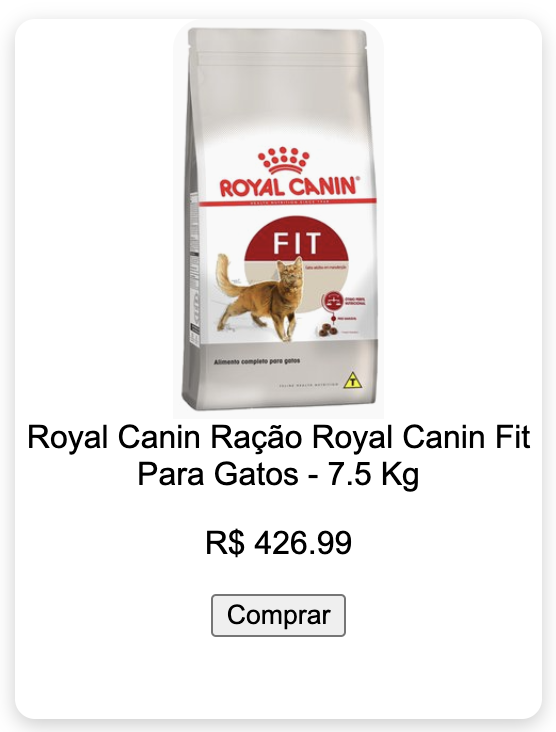 ROYAL CANIN
FIT
Alimento completo para gatos
T
Royal Canin Ração Royal Canin Fit
Para Gatos - 7.5 Kg
R$ 426.99
Comprar